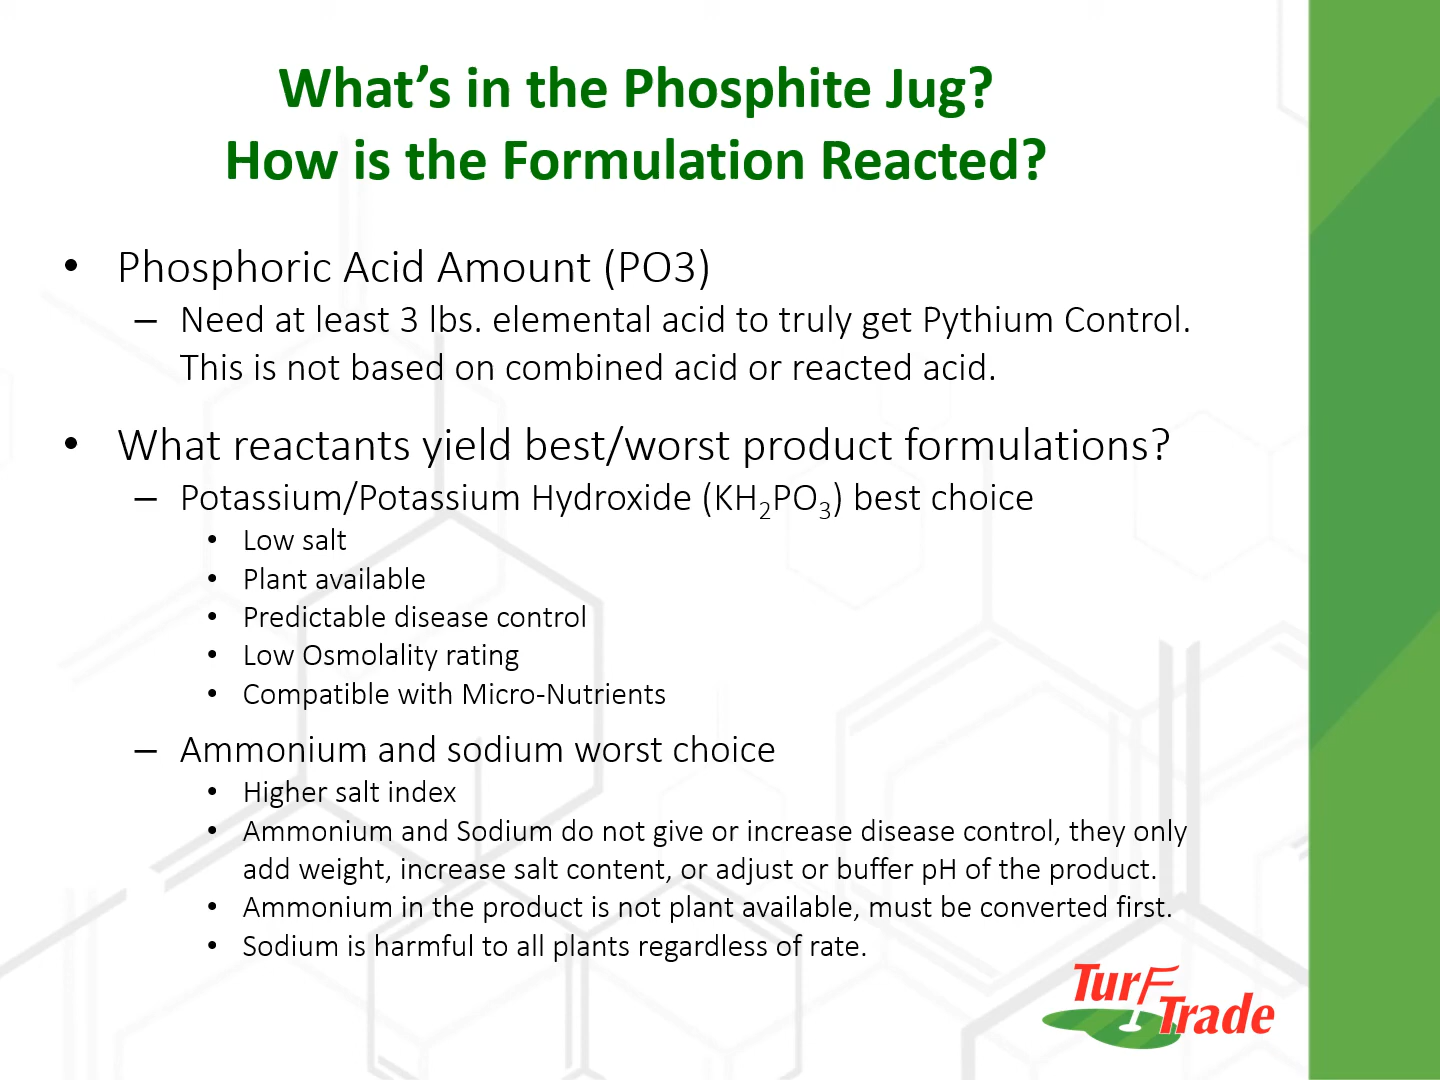 What’s in the Phosphite Jug?
How is the Formulation Reacted?
• Phosphoric Acid Amount (PO3)
– Need at least 3 lbs. elemental acid to truly get Pythium Control.
This is not based on combined acid or reacted acid.
• What reactants yield best/worst product formulations?
– Potassium/Potassium Hydroxide (KH₂PO₃) best choice
• Low salt
• Plant available
• Predictable disease control
• Low Osmolality rating
• Compatible with Micro-Nutrients
– Ammonium and sodium worst choice
• Higher salt index
• Ammonium and Sodium do not give or increase disease control, they only
add weight, increase salt content, or adjust or buffer pH of the product.
• Ammonium in the product is not plant available, must be converted first.
• Sodium is harmful to all plants regardless of rate.
Turf
Trade